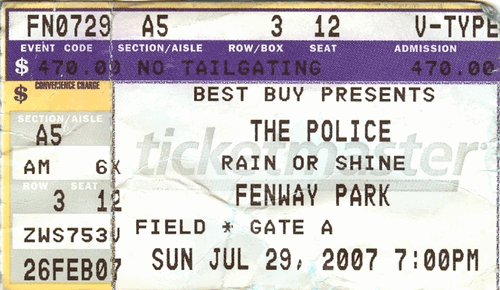 FN0729 A5 3 12 V-TYPE
EVENT CODE SECTION/AISLE ROW/BOX SEAT ADMISSION
$ 470.00 NO TAILGATING 470.00
$ CONVENIENCE CHARGE
BEST BUY PRESENTS
SECTION/AISLE
A5
THE POLICE
ticketmaster
AM 6X
RAIN OR SHINE
ROW SEAT
3 12
FENWAY PARK
ZWS753
FIELD * GATE A
26FEB07
SUN JUL 29, 2007 7:00PM